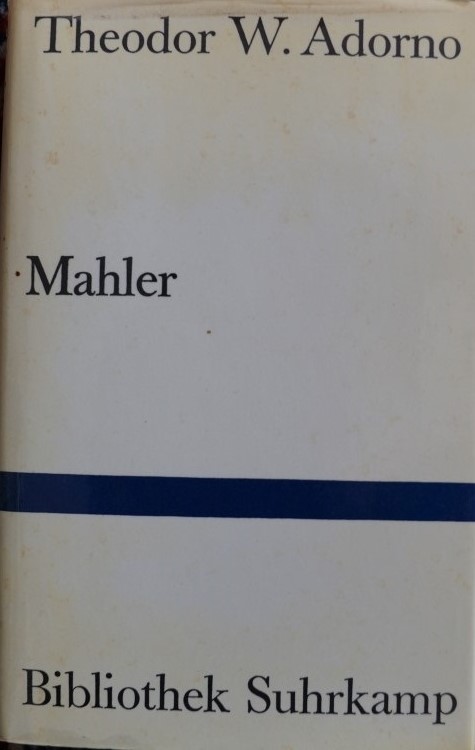 Theodor W. Adorno
Mahler
Bibliothek Suhrkamp